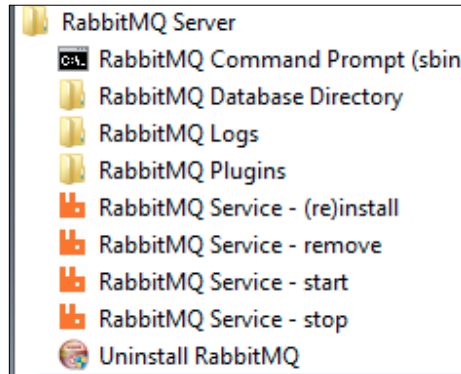 RabbitMQ Server
RabbitMQ Command Prompt (sbin
RabbitMQ Database Directory
RabbitMQ Logs
RabbitMQ Plugins
RabbitMQ Service - (re)install
RabbitMQ Service - remove
RabbitMQ Service - start
RabbitMQ Service - stop
Uninstall RabbitMQ